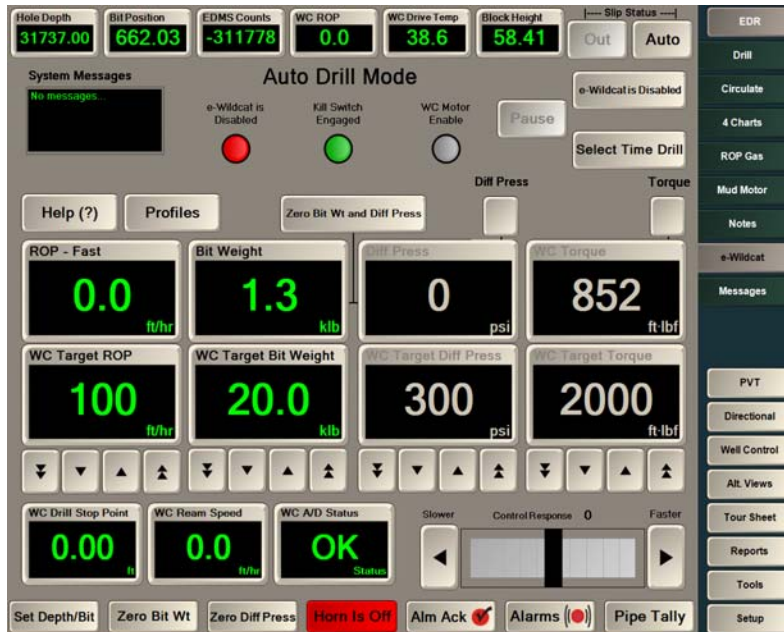 Hole Depth
31737.00
Bit Position
662.03
EDMS Counts
-311778
WC ROP
0.0
WC Drive Temp
38.6
Block Height
58.41
|---- Slip Status ----|
Out
Auto
EDR
Drill
Circulate
4 Charts
ROP Gas
Mud Motor
Notes
e-Wildcat
Messages
PVT
Directional
Well Control
Alt. Views
Tour Sheet
Reports
Tools
Setup
System Messages
No messages...
Auto Drill Mode
e-Wildcat is
Disabled
Kill Switch
Engaged
WC Motor
Enable
Pause
e-Wildcat is Disabled
Select Time Drill
Diff Press
Torque
Help (?)
Profiles
Zero Bit Wt and Diff Press
ROP - Fast
0.0
ft/hr
Bit Weight
1.3
klb
Diff Press
0
psi
WC Torque
852
ft·lbf
WC Target ROP
100
ft/hr
WC Target Bit Weight
20.0
klb
WC Target Diff Press
300
psi
WC Target Torque
2000
ft·lbf
WC Drill Stop Point
0.00
ft
WC Ream Speed
0.0
ft/hr
WC A/D Status
OK
Status
Slower
Control Response 0
Faster
Set Depth/Bit
Zero Bit Wt
Zero Diff Press
Horn Is Off
Alm Ack
Alarms
Pipe Tally